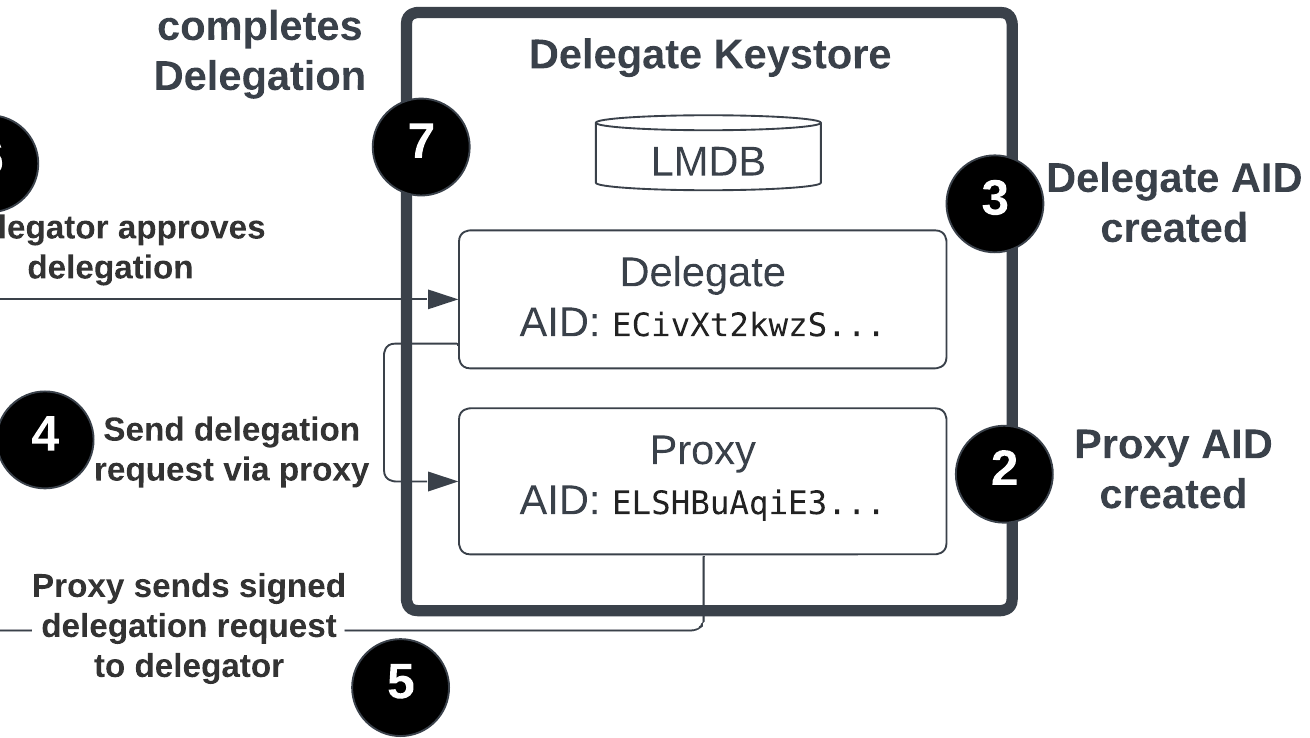 completes
Delegation
7
Delegate Keystore
LMDB
3
Delegate AID
created
6
legator approves
delegation
Delegate
AID: ECivXt2kwzS...
4
Send delegation
request via proxy
Proxy
AID: ELSHBuAqiE3...
2
Proxy AID
created
Proxy sends signed
delegation request
to delegator
5